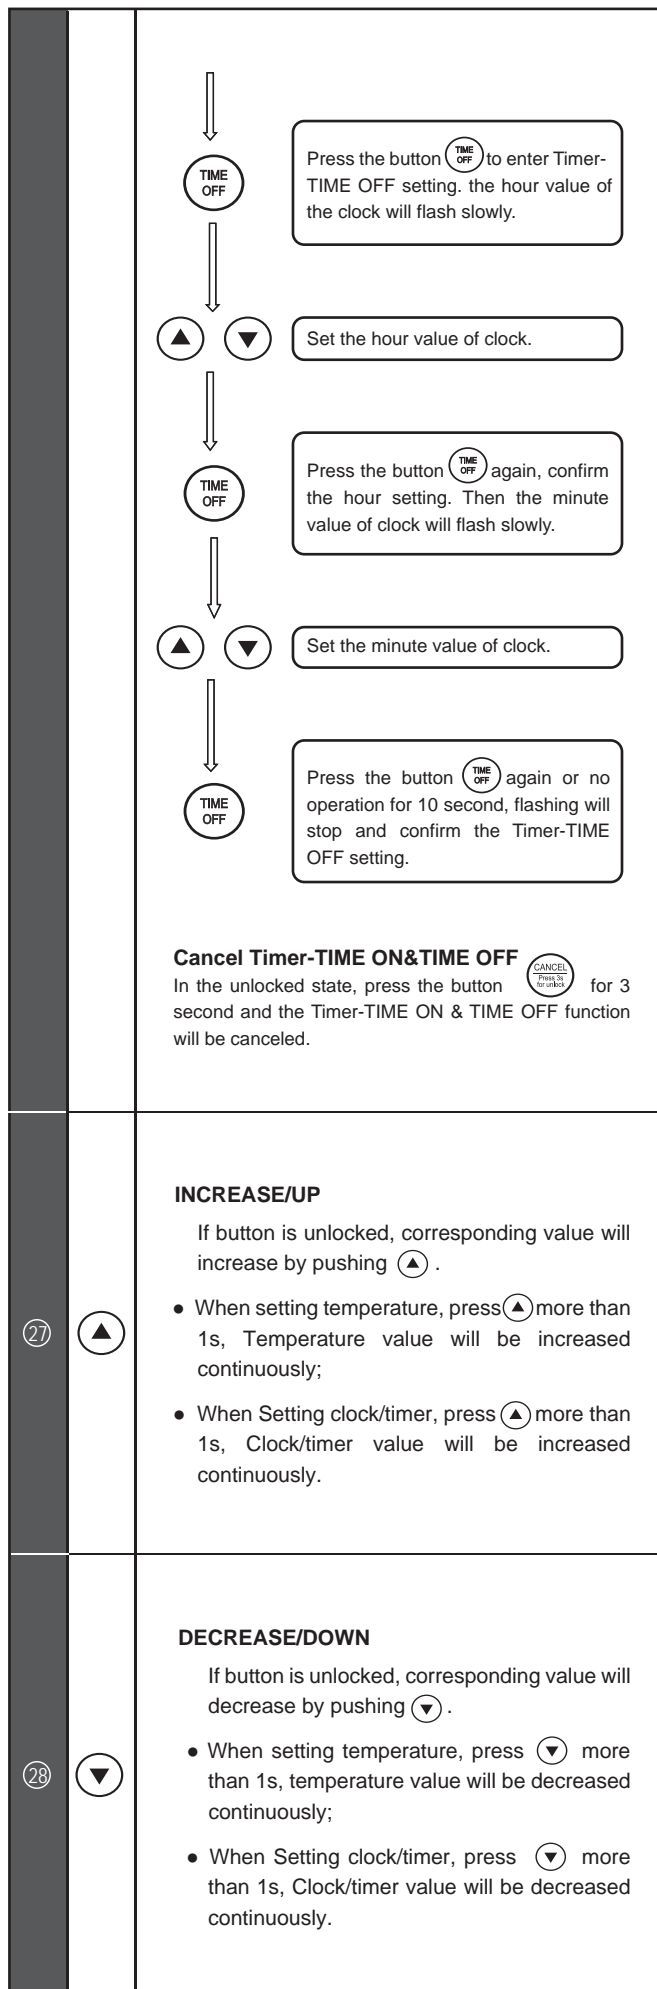 TIME
OFF
Press the button TIME OFF to enter Timer-
TIME OFF setting. the hour value of
the clock will flash slowly.
▲ ▼
Set the hour value of clock.
TIME
OFF
Press the button TIME OFF again, confirm
the hour setting. Then the minute
value of clock will flash slowly.
▲ ▼
Set the minute value of clock.
TIME
OFF
Press the button TIME OFF again or no
operation for 10 second, flashing will
stop and confirm the Timer-TIME
OFF setting.
Cancel Timer-TIME ON&TIME OFF
In the unlocked state, press the button CANCEL Press 3s for unlock for 3
second and the Timer-TIME ON & TIME OFF function
will be canceled.
㉗ ▲
INCREASE/UP
If button is unlocked, corresponding value will
increase by pushing ▲ .
● When setting temperature, press ▲ more than
1s, Temperature value will be increased
continuously;
● When Setting clock/timer, press ▲ more than
1s, Clock/timer value will be increased
continuously.
㉘ ▼
DECREASE/DOWN
If button is unlocked, corresponding value will
decrease by pushing ▼ .
● When setting temperature, press ▼ more
than 1s, temperature value will be decreased
continuously;
● When Setting clock/timer, press ▼ more
than 1s, Clock/timer value will be decreased
continuously.